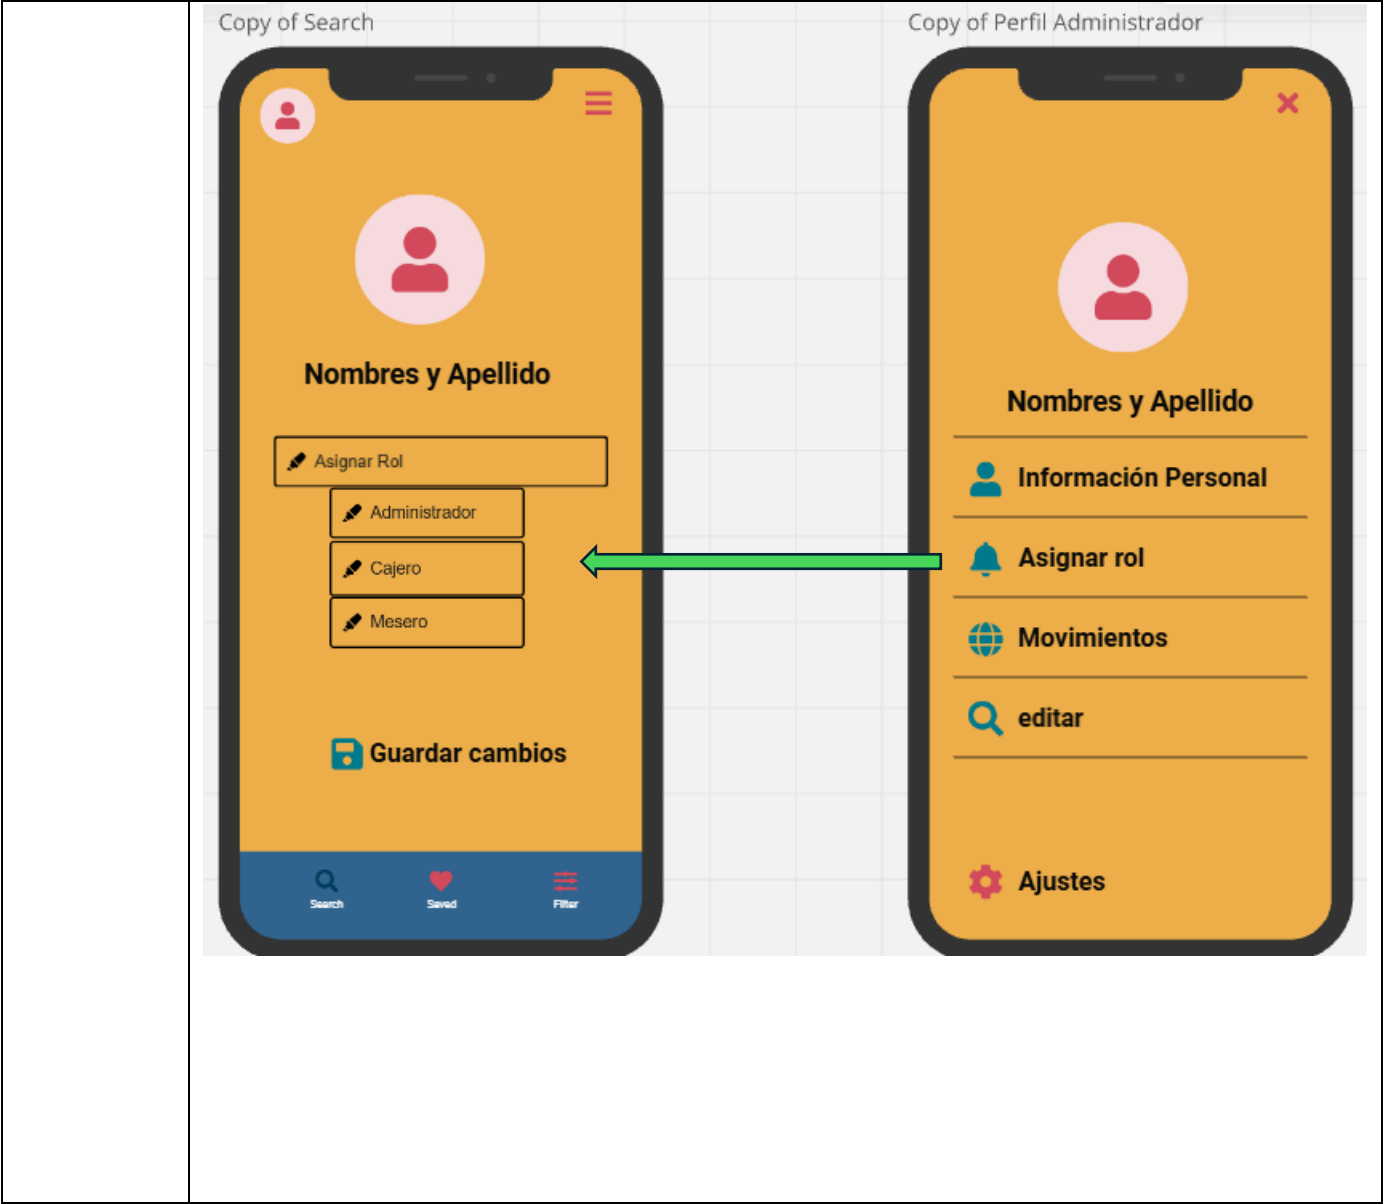 Copy of Search
Nombres y Apellido
Asignar Rol
Administrador
Cajero
Mesero
Guardar cambios
Search
Saved
Filter
Copy of Perfil Administrador
Nombres y Apellido
Información Personal
Asignar rol
Movimientos
editar
Ajustes